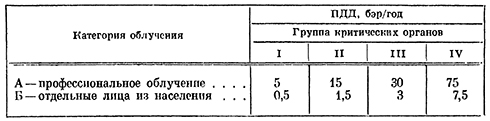 Категория облучения
ПДД, бэр/год
Группа критических органов
I II III IV
А — профессиональное облучение . . . . 5 15 30 75
Б — отдельные лица из населения . . . 0,5 1,5 3 7,5